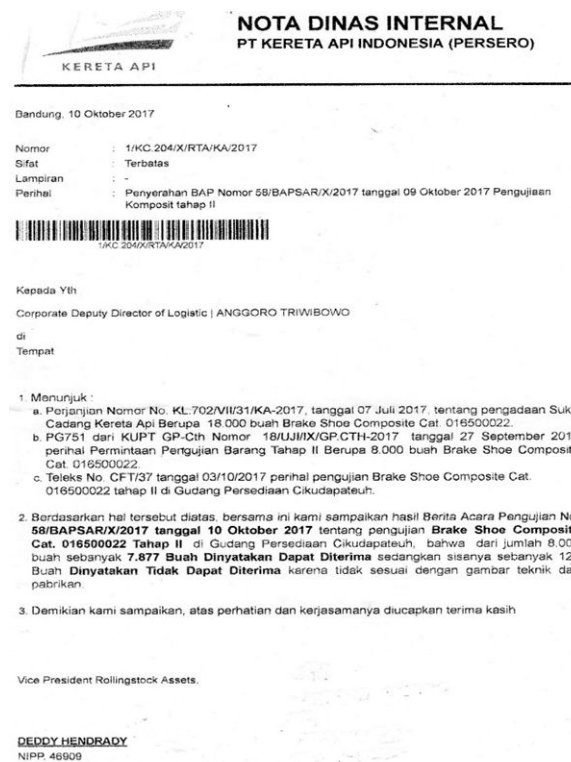 NOTA DINAS INTERNAL
PT KERETA API INDONESIA (PERSERO)
KERETA API
Bandung, 10 Oktober 2017
Nomor : 1/KC.204/X/RTA/KA/2017
Sifat : Terbatas
Lampiran : -
Perihal : Penyerahan BAP Nomor 58/BAPSAR/X/2017 tanggal 09 Oktober 2017 Pengujiaan
Komposit tahap II
1/KC.204/X/RTA/KA/2017
Kepada Yth
Corporate Deputy Director of Logistic | ANGGORO TRIWIBOWO
di
Tempat
1. Menunjuk :
a. Perjanjian Nomor No. KL.702/VII/31/KA-2017, tanggal 07 Juli 2017, tentang pengadaan Suk
Cadang Kereta Api Berupa 18.000 buah Brake Shoe Composite Cat. 016500022.
b. PG751 dari KUPT GP-Cth Nomor 18/UJI/IX/GP.CTH-2017 tanggal 27 September 201
perihal Permintaan Pertgujian Barang Tahap II Berupa 8.000 buah Brake Shoe Composit
Cat. 016500022.
c. Teleks No. CFT/37 tanggal 03/10/2017 perihal pengujian Brake Shoe Composite Cat.
016500022 tahap II di Gudang Persediaan Cikudapateuh.
2. Berdasarkan hal tersebut diatas, bersama ini kami sampaikan hasil Berita Acara Pengujian No
58/BAPSAR/X/2017 tanggal 10 Oktober 2017 tentang pengujian Brake Shoe Composit
Cat. 016500022 Tahap II di Gudang Persediaan Cikudapateuh, bahwa dari jumlah 8.00
buah sebanyak 7.877 Buah Dinyatakan Dapat Diterima sedangkan sisanya sebanyak 12
Buah Dinyatakan Tidak Dapat Diterima karena tidak sesuai dengan gambar teknik da
pabrikan.
3. Demikian kami sampaikan, atas perhatian dan kerjasamanya diucapkan terima kasih
Vice President Rollingstock Assets,
DEDDY HENDRADY
NIPP. 46909